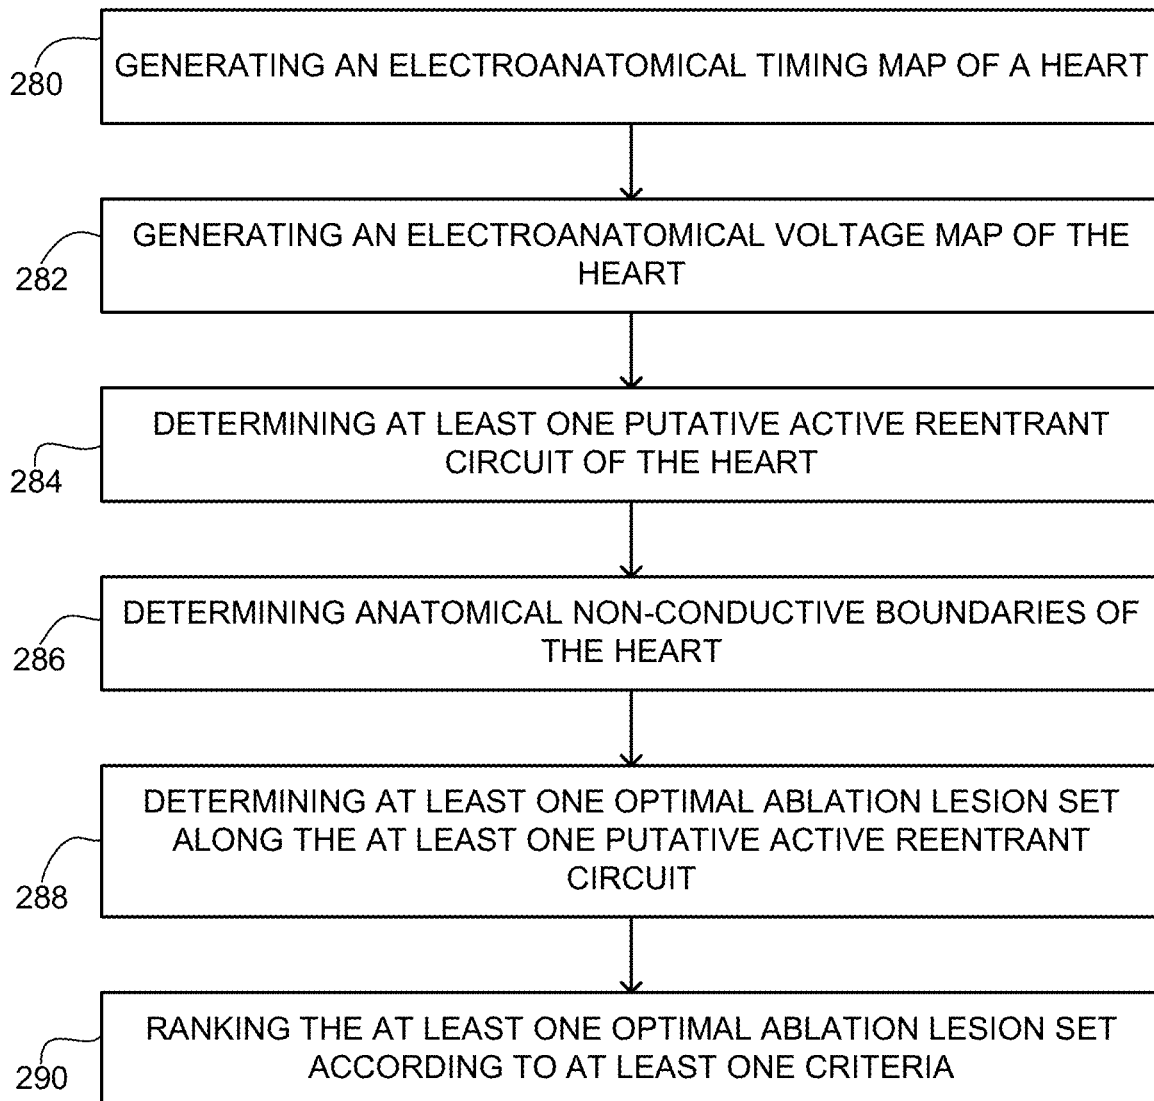 280
GENERATING AN ELECTROANATOMICAL TIMING MAP OF A HEART
282
GENERATING AN ELECTROANATOMICAL VOLTAGE MAP OF THE
HEART
284
DETERMINING AT LEAST ONE PUTATIVE ACTIVE REENTRANT
CIRCUIT OF THE HEART
286
DETERMINING ANATOMICAL NON-CONDUCTIVE BOUNDARIES OF
THE HEART
288
DETERMINING AT LEAST ONE OPTIMAL ABLATION LESION SET
ALONG THE AT LEAST ONE PUTATIVE ACTIVE REENTRANT
CIRCUIT
290
RANKING THE AT LEAST ONE OPTIMAL ABLATION LESION SET
ACCORDING TO AT LEAST ONE CRITERIA